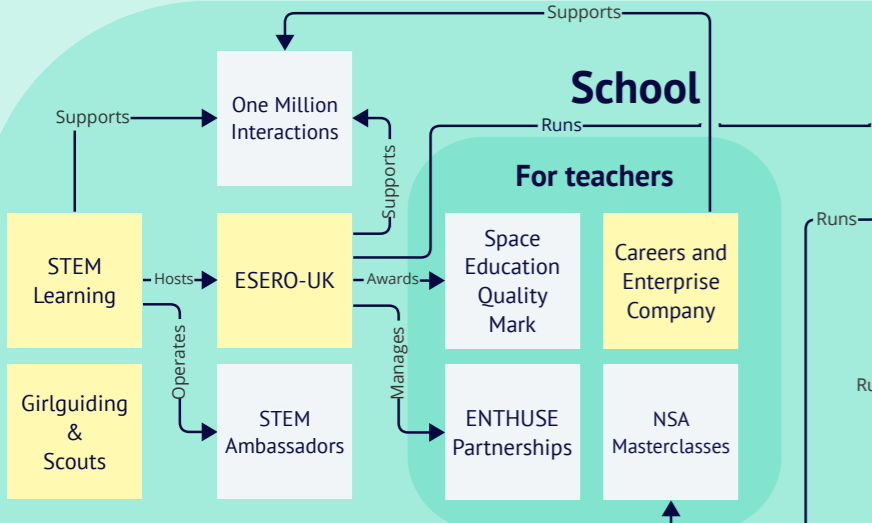 Supports
One Million
Interactions
School
Supports
Runs
Supports
For teachers
Runs
STEM
Learning
Hosts
ESERO-UK
Awards
Space
Education
Quality
Mark
Careers and
Enterprise
Company
Operates
Manages
Girlguiding
&
Scouts
STEM
Ambassadors
ENTHUSE
Partnerships
NSA
Masterclasses